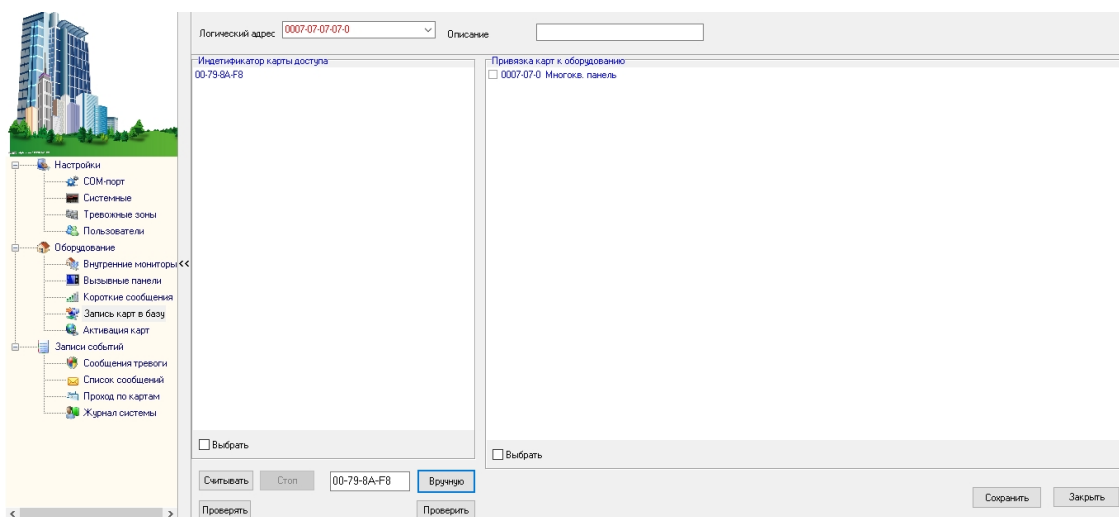 Логический адрес 0007-07-07-07-0 Описание
Индетификатор карты доступа
00-79-8A-F8
Привязка карт к оборудованию
0007-07-0 Многокв. панель
Настройки
COM-порт
Системные
Тревожные зоны
Пользователи
Оборудование
Внутренние мониторы <<
Вызывные панели
Короткие сообщения
Запись карт в базу
Активация карт
Записи событий
Сообщения тревоги
Список сообщений
Проход по картам
Журнал системы
Выбрать
Выбрать
Считывать Стоп 00-79-8A-F8 Вручную
Проверять Проверить
Сохранить Закрыть